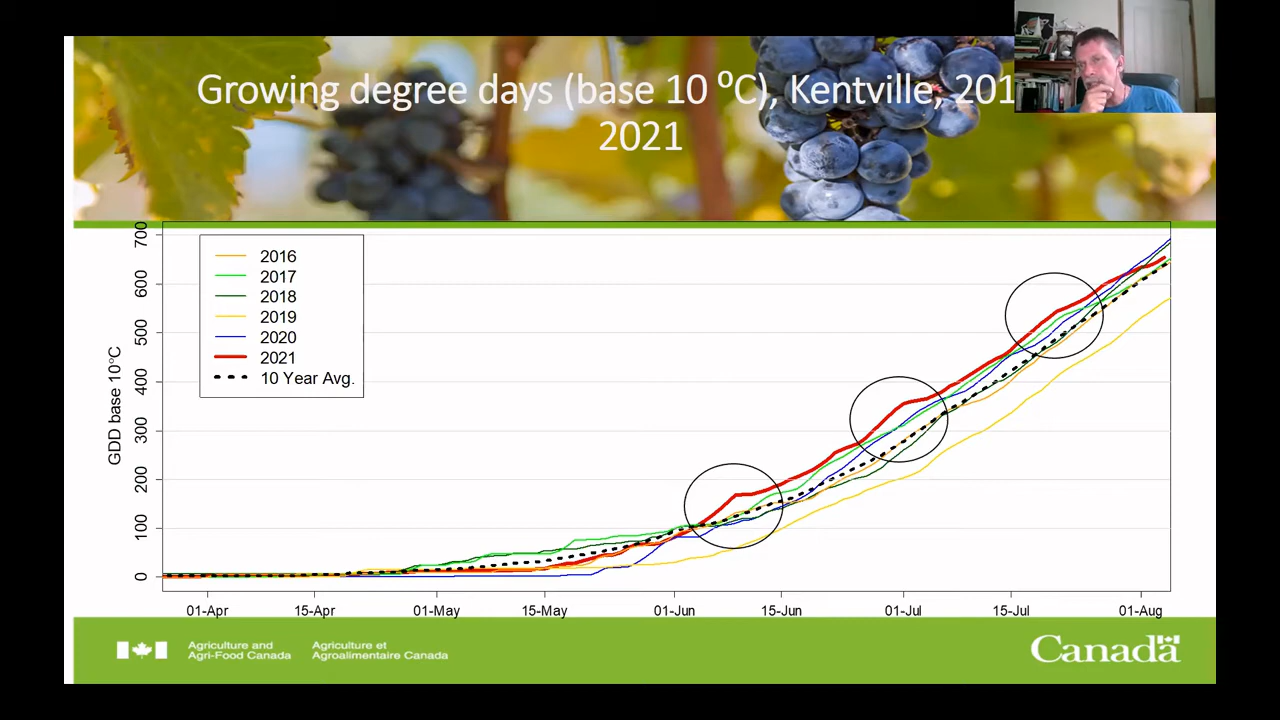 Growing degree days (base 10 ⁰C), Kentville, 201
2021
GDD base 10°C
700
600
500
400
300
200
100
0
2016
2017
2018
2019
2020
2021
10 Year Avg.
01-Apr
15-Apr
01-May
15-May
01-Jun
15-Jun
01-Jul
15-Jul
01-Aug
Agriculture and
Agri-Food Canada
Agriculture et
Agroalimentaire Canada
Canada